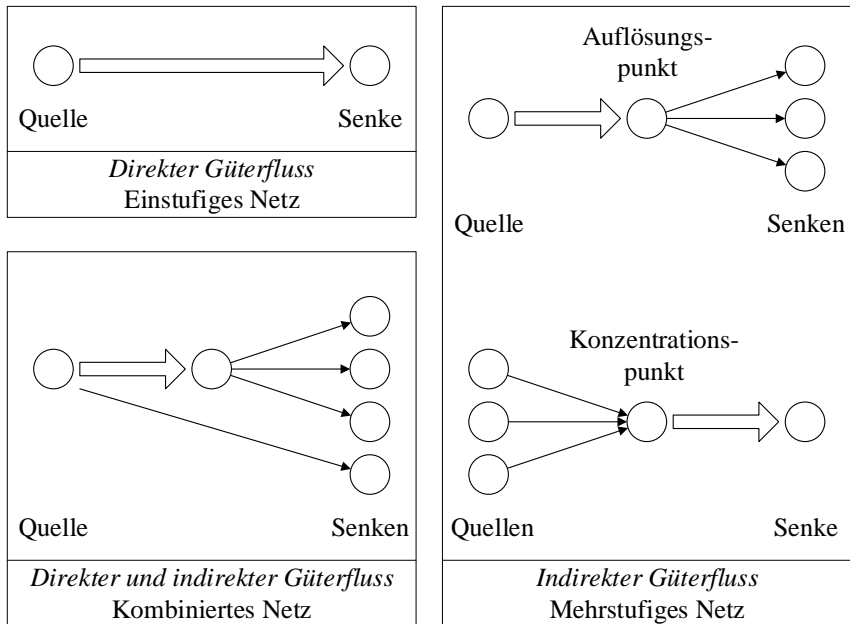 Quelle
Senke
Direkter Güterfluss
Einstufiges Netz
Quelle
Senken
Direkter und indirekter Güterfluss
Kombiniertes Netz
Auflösungs-
punkt
Quelle
Senken
Konzentrations-
punkt
Quellen
Senke
Indirekter Güterfluss
Mehrstufiges Netz